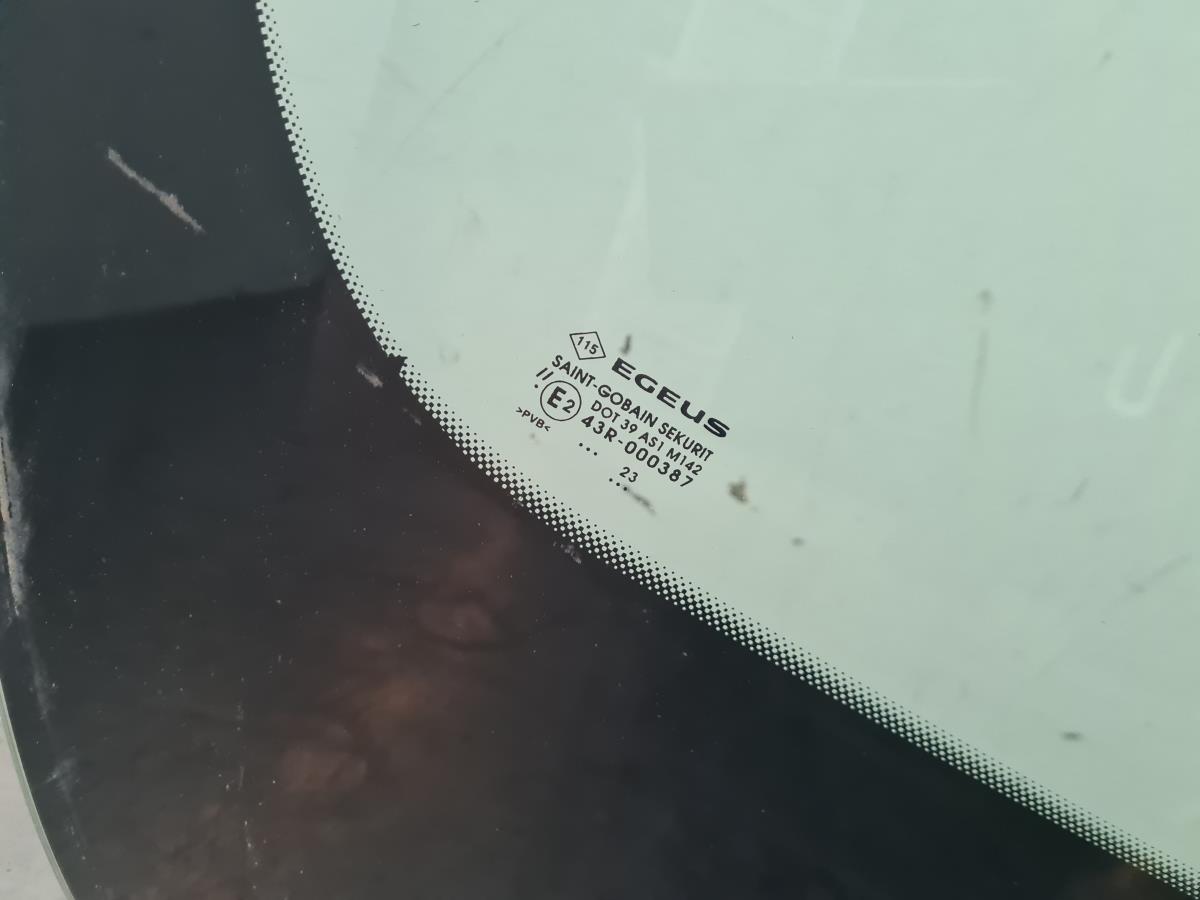 115
EGEUS
SAINT-GOBAIN SEKURIT
//
DOT 39 AS1 M142
E2
43R-000387
>PVB<
...
23
...